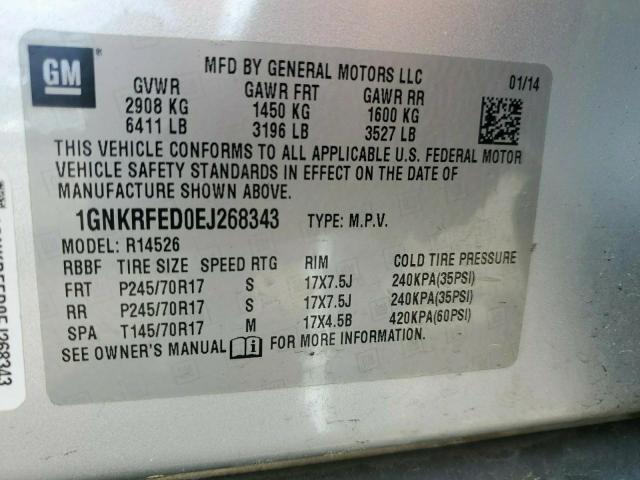 GM ®
MFD BY GENERAL MOTORS LLC 01/14
GVWR GAWR FRT GAWR RR
2908 KG 1450 KG 1600 KG
6411 LB 3196 LB 3527 LB
THIS VEHICLE CONFORMS TO ALL APPLICABLE U.S. FEDERAL MOTOR
VEHICLE SAFETY STANDARDS IN EFFECT ON THE DATE OF
MANUFACTURE SHOWN ABOVE.
1GNKRFED0EJ268343 TYPE: M.P.V.
MODEL: R14526
RBBF TIRE SIZE SPEED RTG RIM COLD TIRE PRESSURE
FRT P245/70R17 S 17X7.5J 240KPA(35PSI)
RR P245/70R17 S 17X7.5J 240KPA(35PSI)
SPA T145/70R17 M 17X4.5B 420KPA(60PSI)
SEE OWNER'S MANUAL FOR MORE INFORMATION.